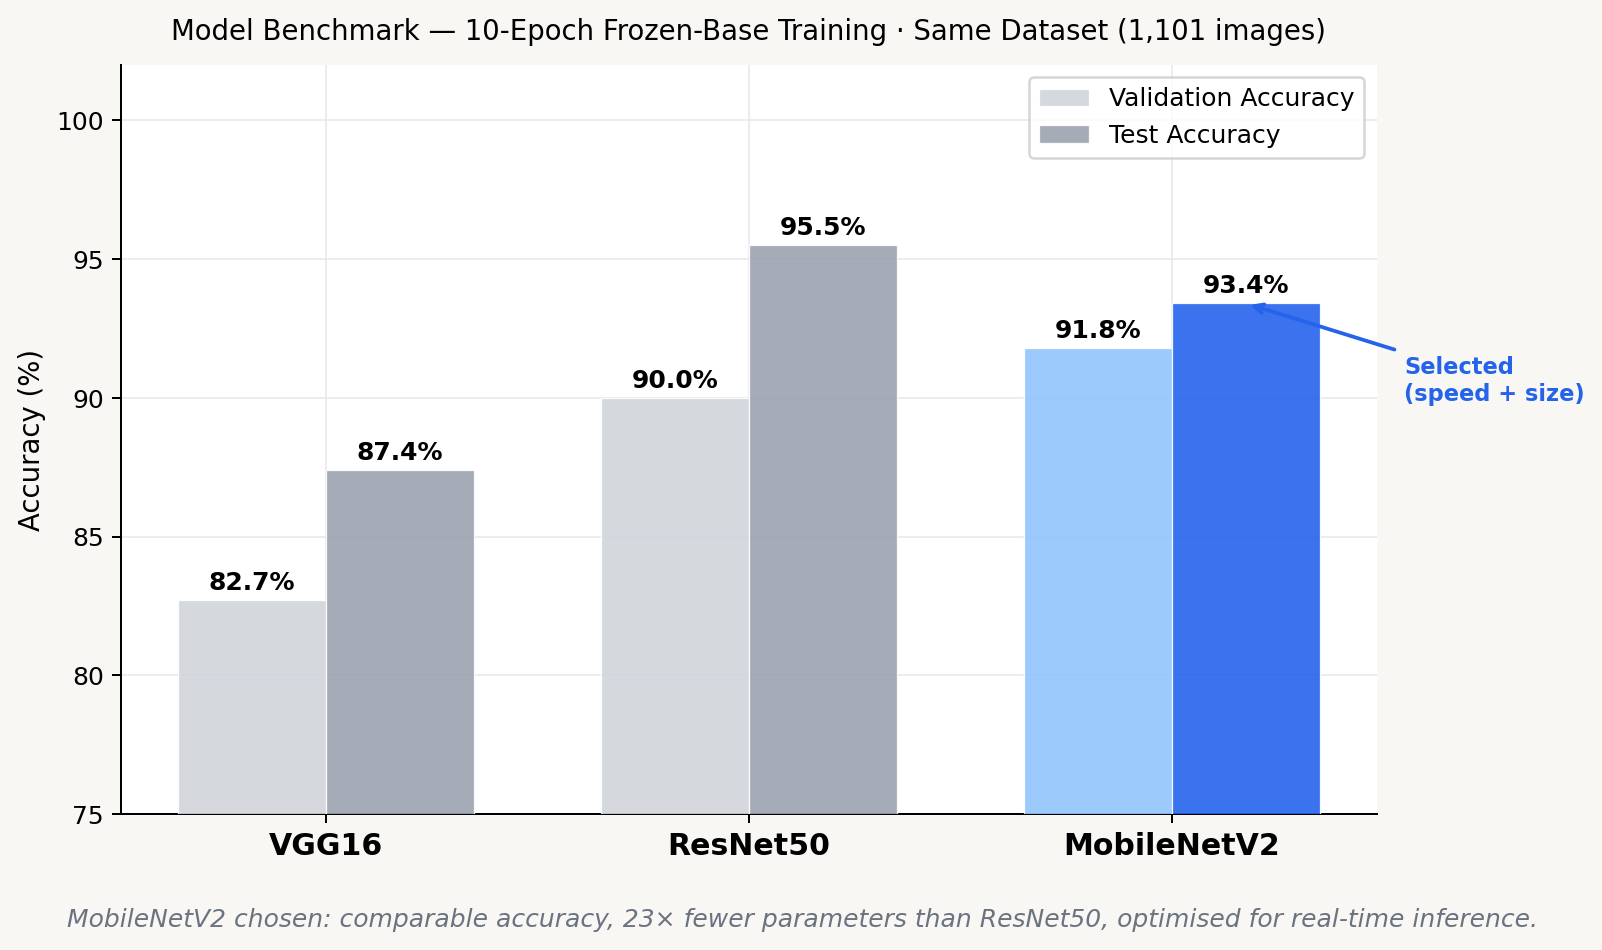 Model Benchmark — 10-Epoch Frozen-Base Training · Same Dataset (1,101 images)
Validation Accuracy
Test Accuracy
Accuracy (%)
100
95
90
85
80
75
82.7%
87.4%
90.0%
95.5%
91.8%
93.4%
Selected
(speed + size)
VGG16
ResNet50
MobileNetV2
MobileNetV2 chosen: comparable accuracy, 23× fewer parameters than ResNet50, optimised for real-time inference.